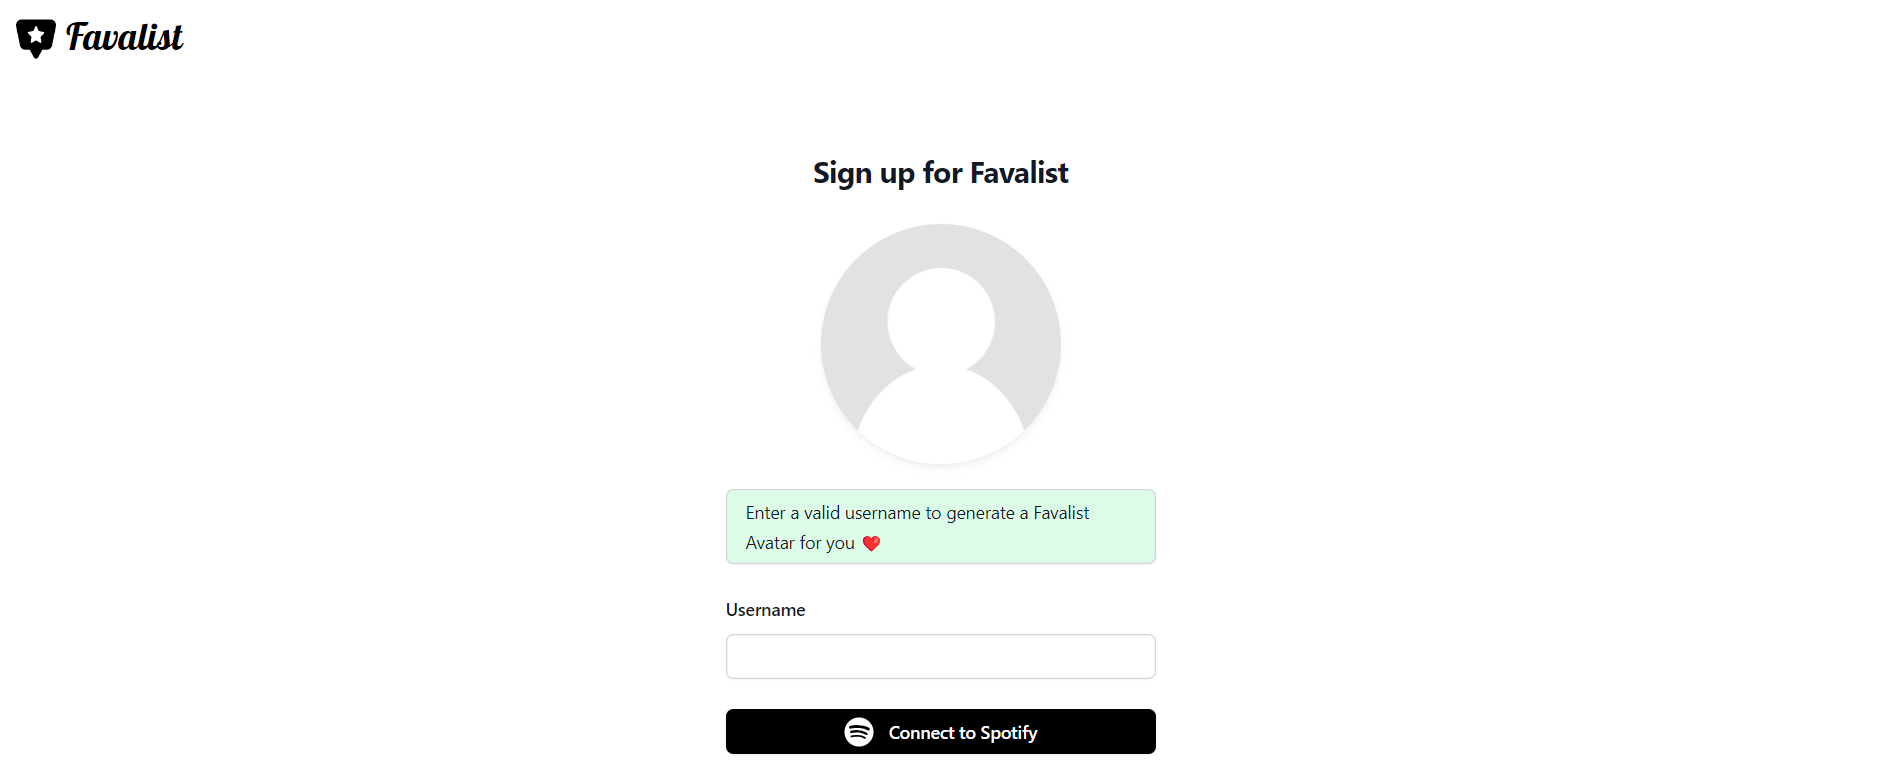 Favalist
Sign up for Favalist
Enter a valid username to generate a Favalist
Avatar for you ❤️
Username
Connect to Spotify